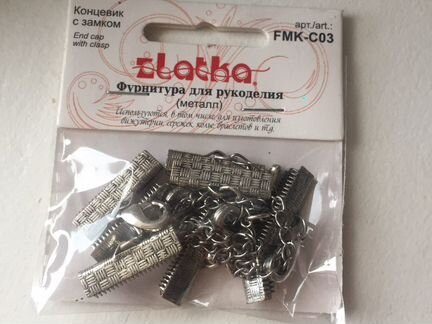 Концевик
с замком
End cap
with clasp
арт./art.:
FMK-C03
Zlatka
Фурнитура для рукоделия
(металл)
Используются, в том числе, для изготовления
бижутерии, сережек, колье, браслетов и т.д.